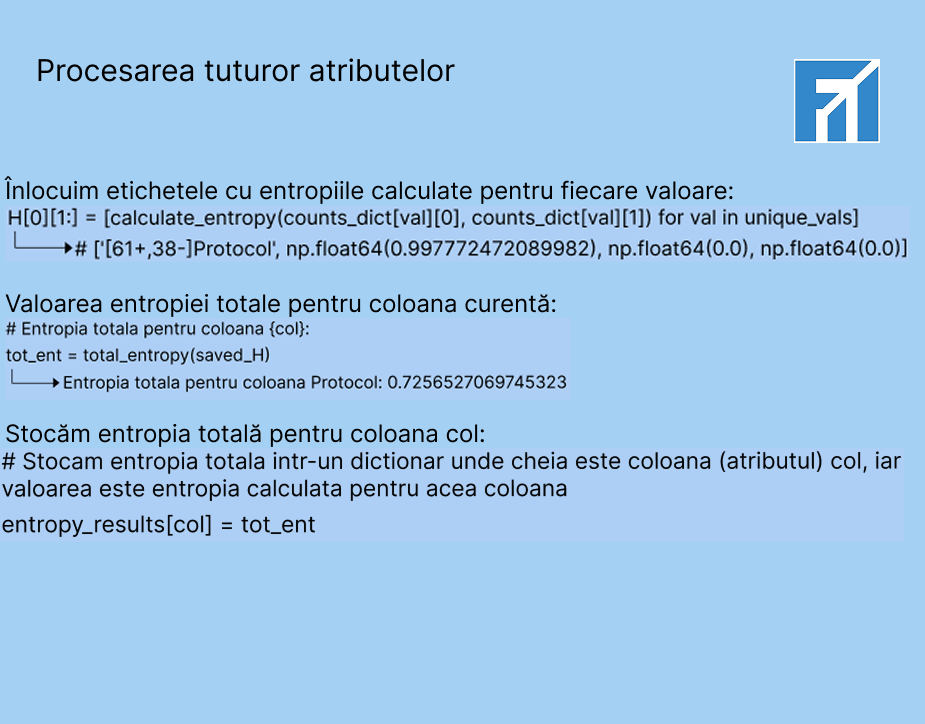 Procesarea tuturor atributelor
Înlocuim etichetele cu entropiile calculate pentru fiecare valoare:
H[0][1:] = [calculate_entropy(counts_dict[val][0], counts_dict[val][1]) for val in unique_vals]
# ['[61+,38-]Protocol', np.float64(0.997772472089982), np.float64(0.0), np.float64(0.0)]
Valoarea entropiei totale pentru coloana curentă:
# Entropia totala pentru coloana {col}:
tot_ent = total_entropy(saved_H)
Entropia totala pentru coloana Protocol: 0.7256527069745323
Stocăm entropia totală pentru coloana col:
# Stocam entropia totala intr-un dictionar unde cheia este coloana (atributul) col, iar
valoarea este entropia calculata pentru acea coloana
entropy_results[col] = tot_ent